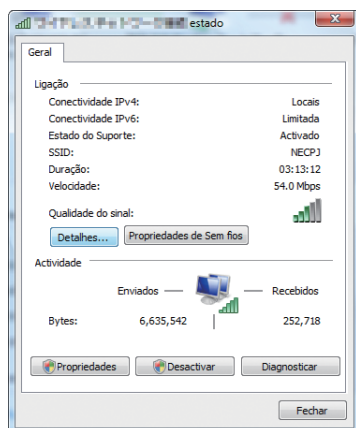 estado
Geral
Ligação
Conectividade IPv4: Locais
Conectividade IPv6: Limitada
Estado do Suporte: Activado
SSID: NECPJ
Duração: 03:13:12
Velocidade: 54.0 Mbps
Qualidade do sinal:
Detalhes... Propriedades de Sem fios
Actividade
Enviados Recebidos
Bytes: 6,635,542 252,718
Propriedades Desactivar Diagnosticar
Fechar